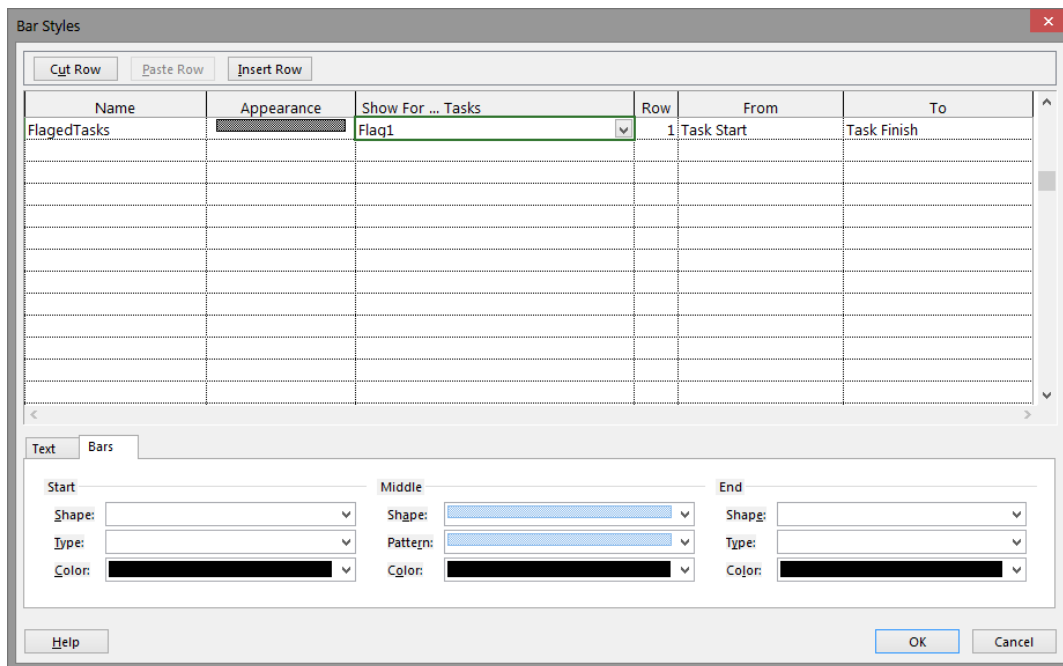 Bar Styles
Cut Row Paste Row Insert Row
Name Appearance Show For ... Tasks Row From To
FlagedTasks Flag1 1 Task Start Task Finish
Text Bars
Start Middle End
Shape: Shape: Shape:
Type: Pattern: Type:
Color: Color: Color:
Help OK Cancel